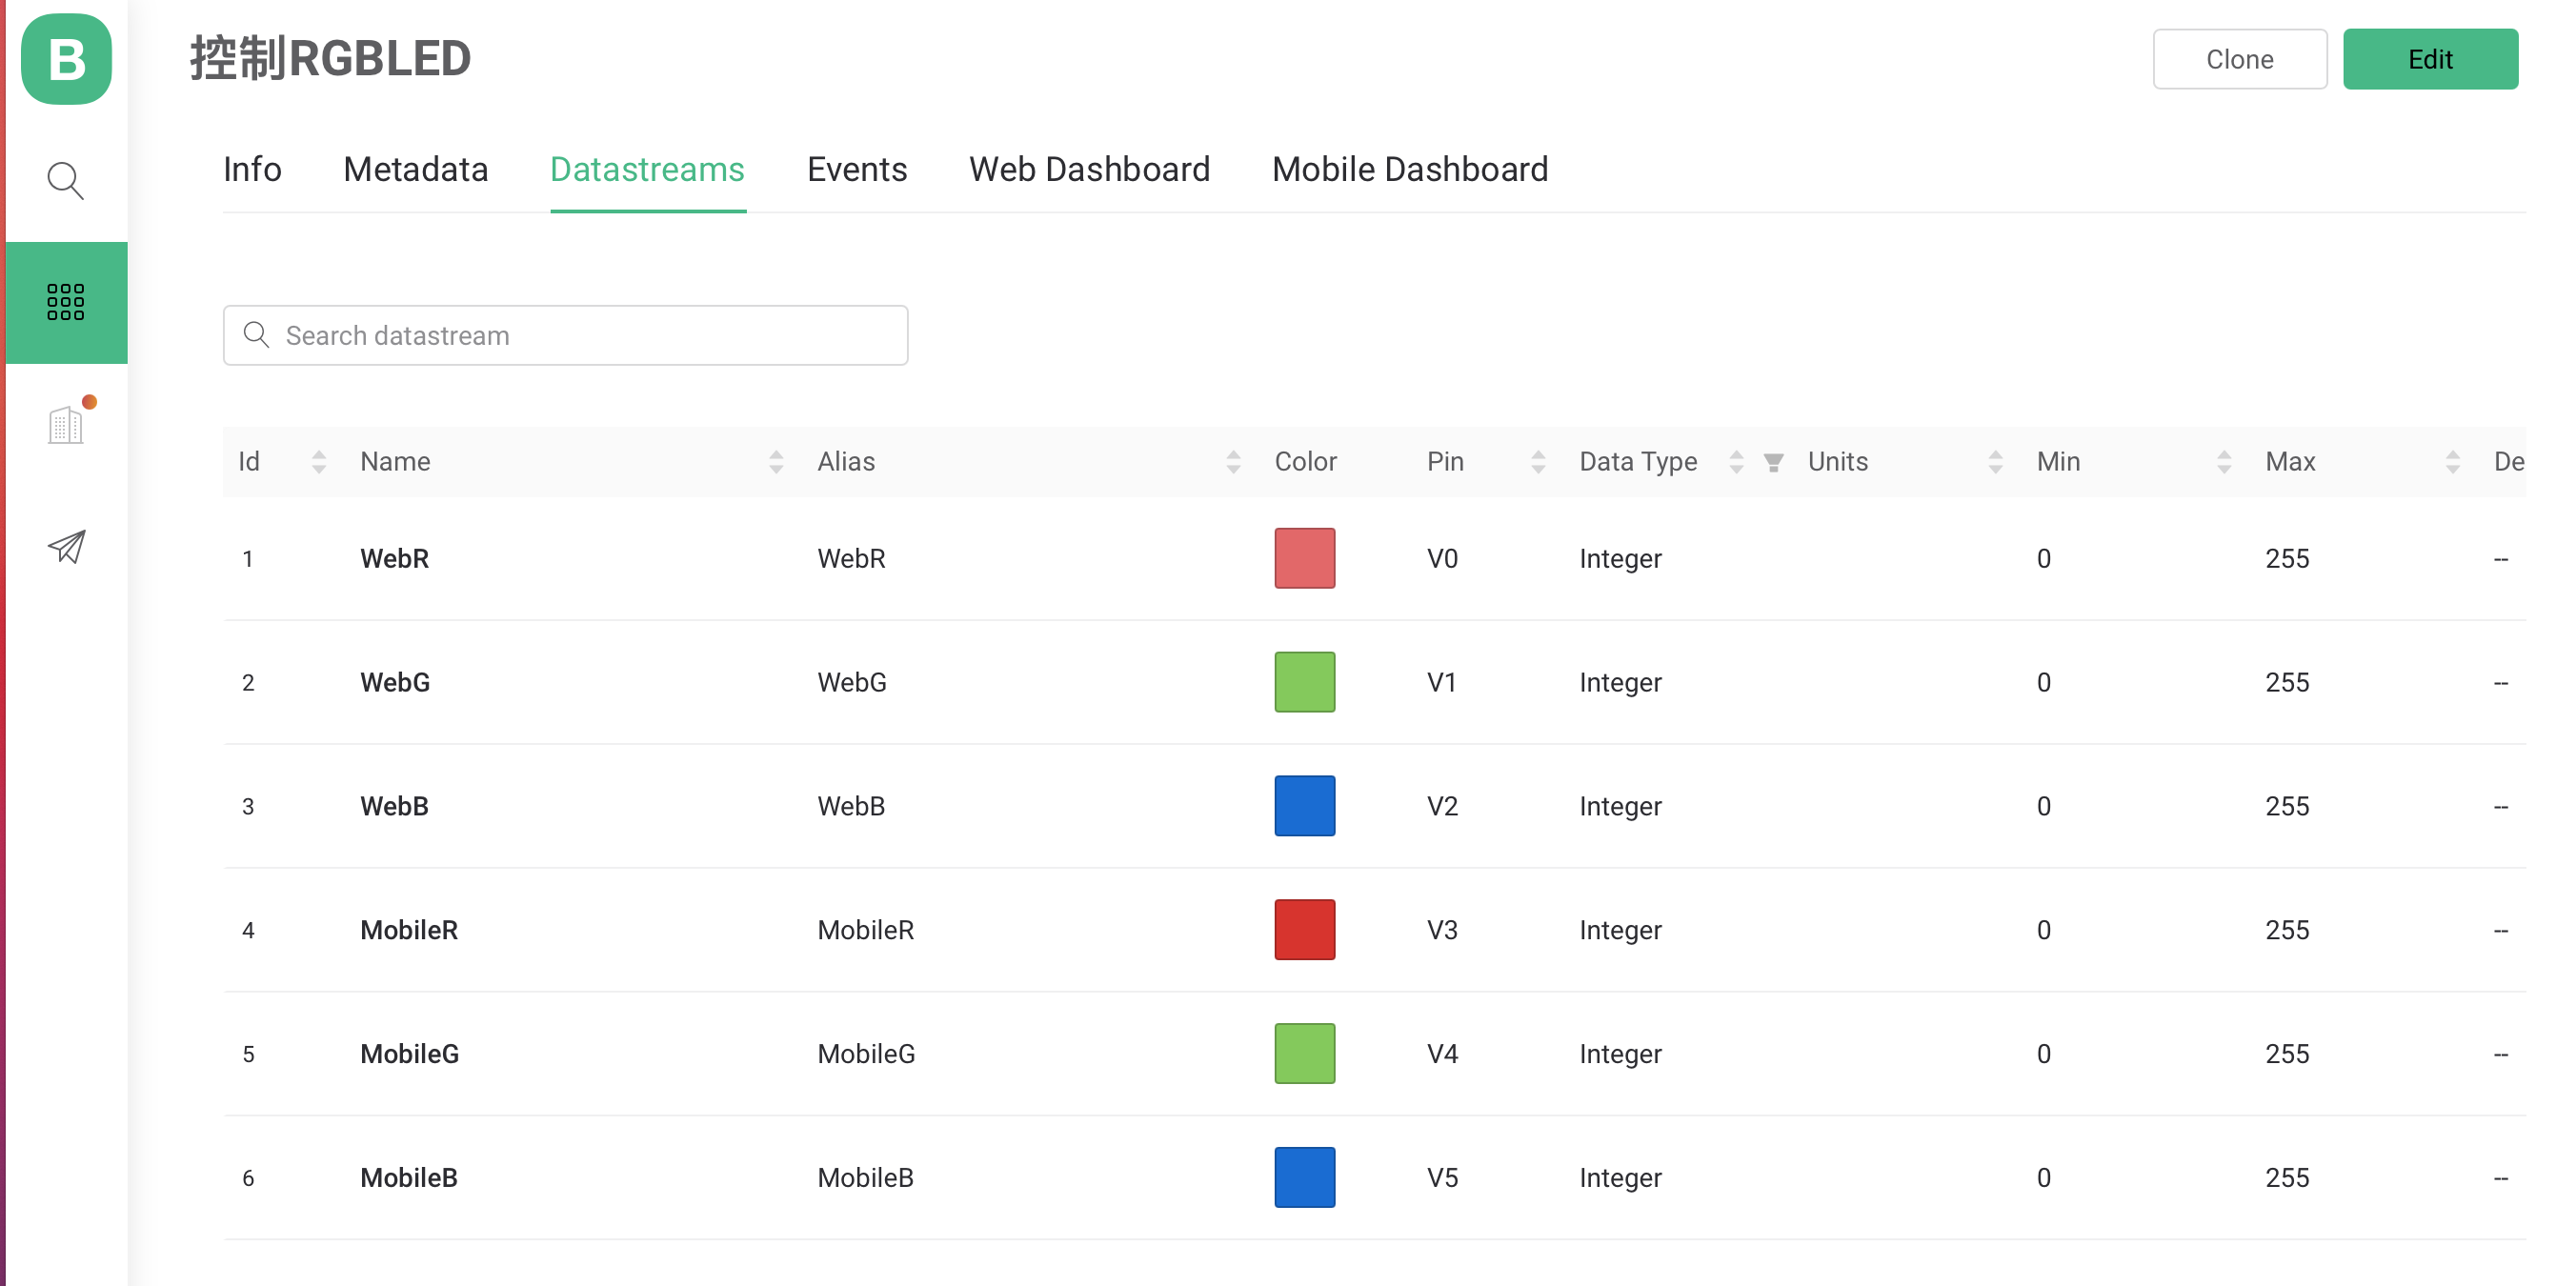 B
控制RGBLED
Clone
Edit
Info Metadata Datastreams Events Web Dashboard Mobile Dashboard
Search datastream
Id Name Alias Color Pin Data Type Units Min Max De
1 WebR WebR V0 Integer 0 255 --
2 WebG WebG V1 Integer 0 255 --
3 WebB WebB V2 Integer 0 255 --
4 MobileR MobileR V3 Integer 0 255 --
5 MobileG MobileG V4 Integer 0 255 --
6 MobileB MobileB V5 Integer 0 255 --